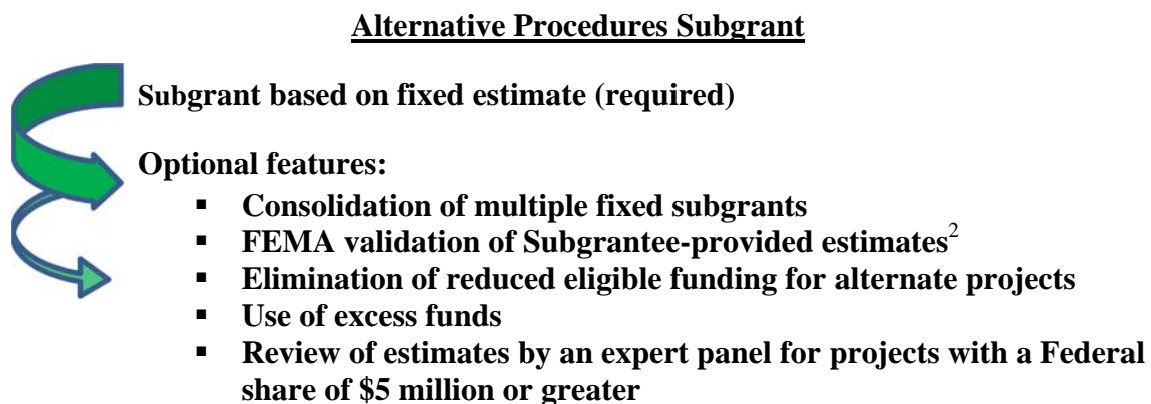 Alternative Procedures Subgrant
Subgrant based on fixed estimate (required)
Optional features:
▪ Consolidation of multiple fixed subgrants
▪ FEMA validation of Subgrantee-provided estimates²
▪ Elimination of reduced eligible funding for alternate projects
▪ Use of excess funds
▪ Review of estimates by an expert panel for projects with a Federal
share of $5 million or greater